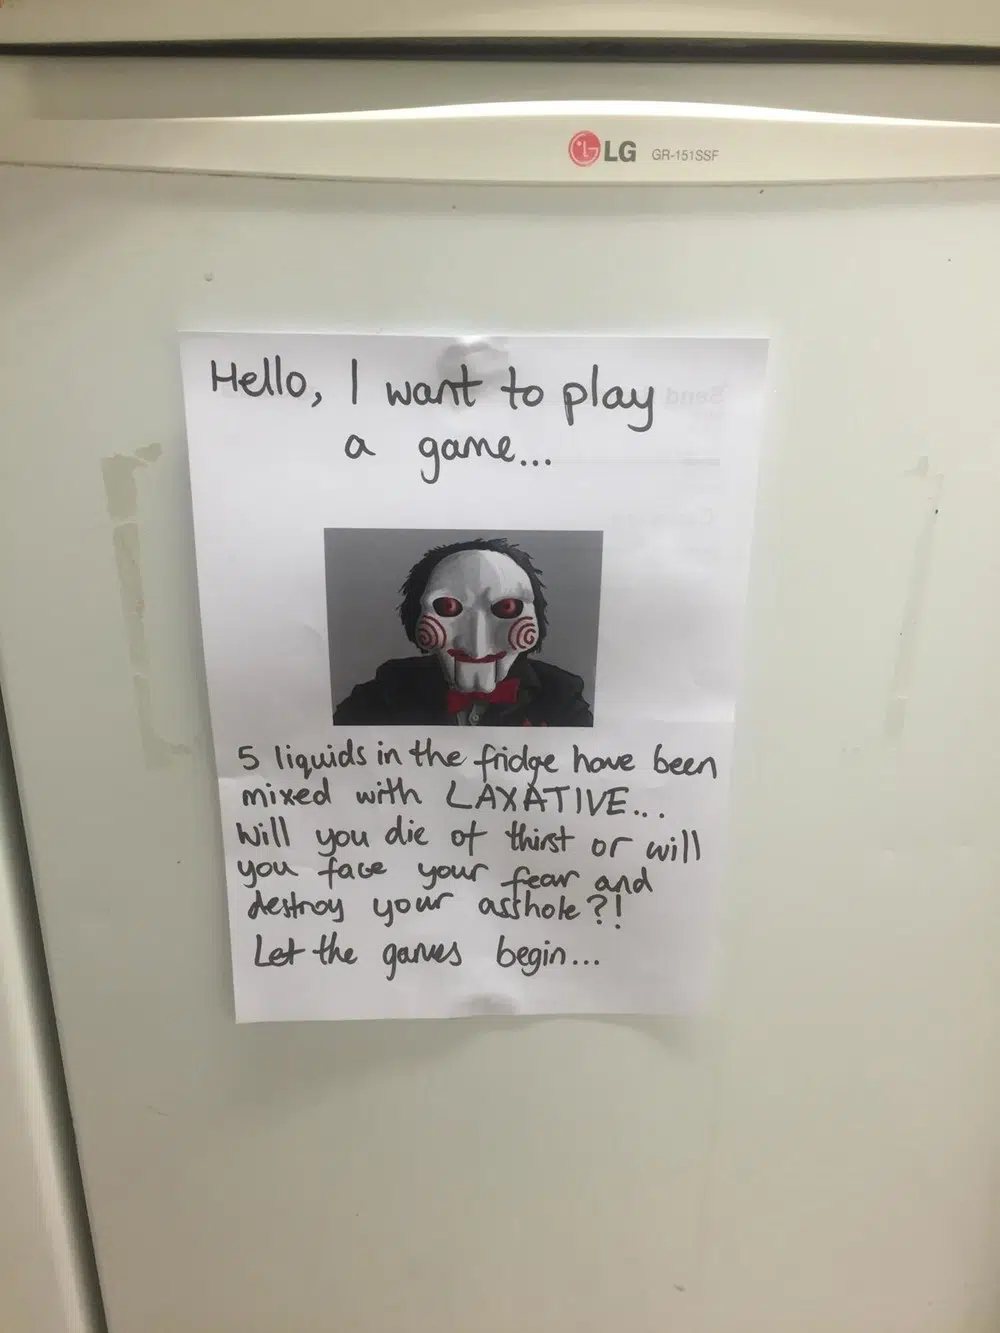 LG GR-151SSF
Hello, I want to play
a game...
5 liquids in the fridge have been
mixed with LAXATIVE...
Will you die of thirst or will
you face your fear and
destroy your asshole?!
Let the games begin...